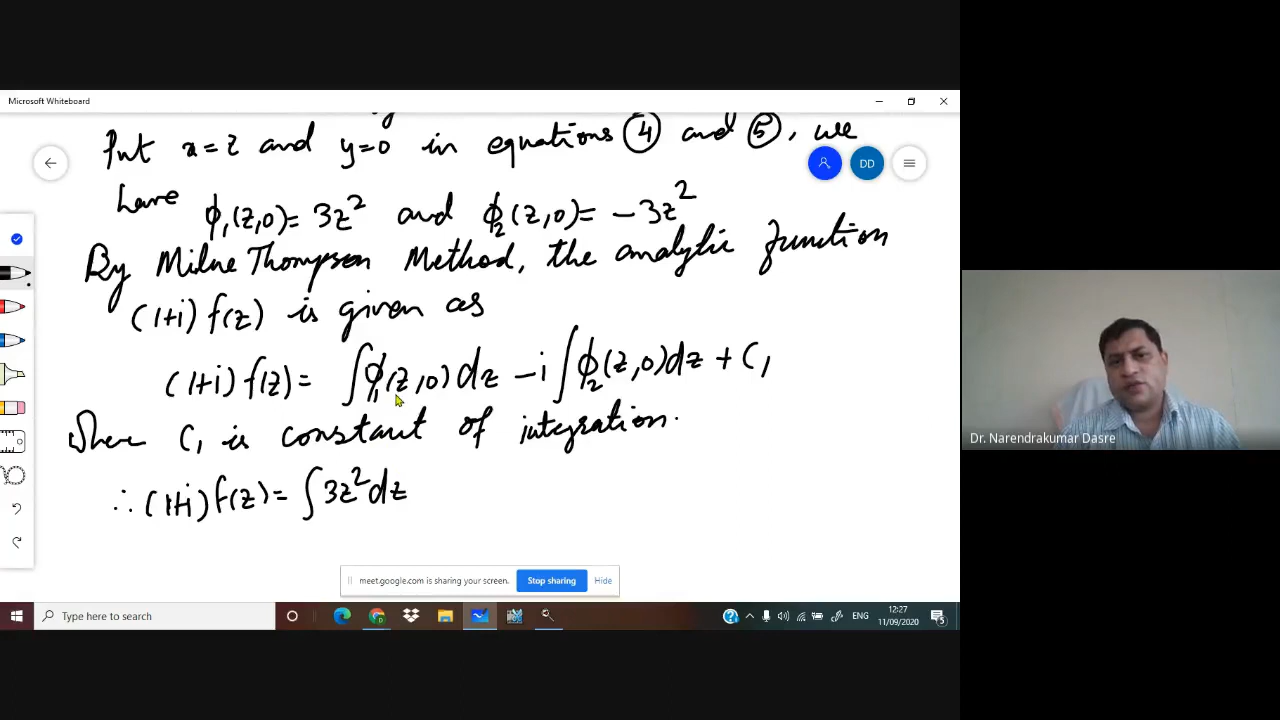 Microsoft Whiteboard
Put x=z and y=0 in equations ④ and ⑤, we
DD
have ϕ₁(z,0)= 3z² and ϕ₂(z,0)= -3z²
By Milne Thompson Method, the analytic function
(1+i) f(z) is given as
(1+i) f(z)= ∫ϕ₁(z,0)dz - i∫ϕ₂(z,0)dz + C₁
Where C₁ is constant of integration.
Dr. Narendrakumar Dasre
∴ (1+i) f(z)= ∫3z²dz
meet.google.com is sharing your screen. Stop sharing Hide
Type here to search
ENG
12:27
11/09/2020
5